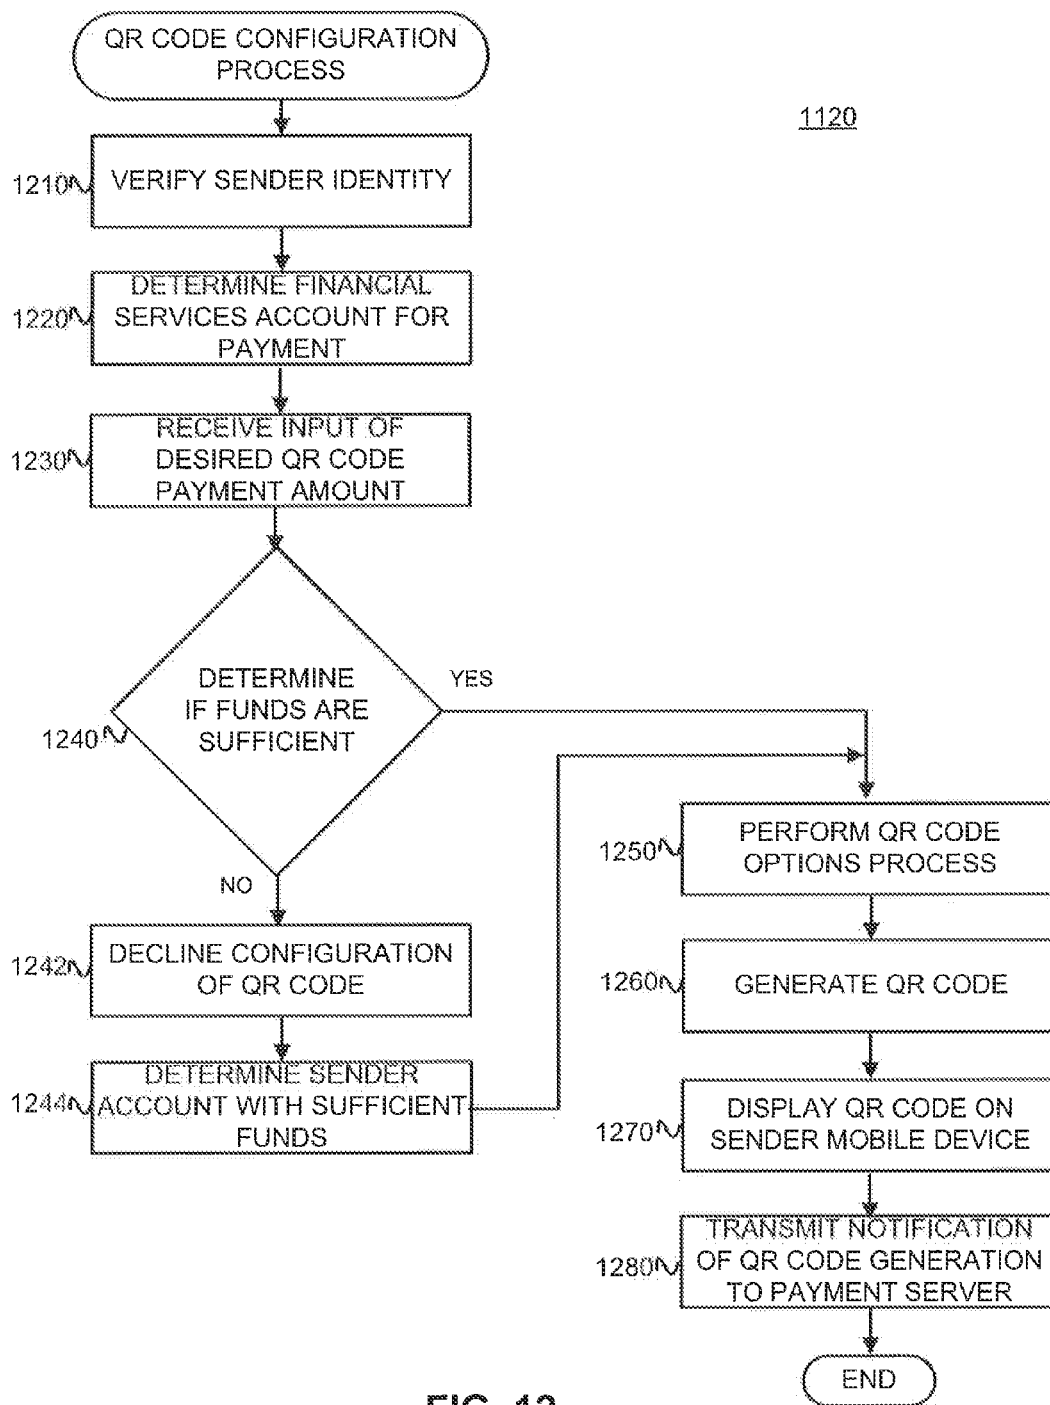 QR CODE CONFIGURATION
PROCESS
1120
1210
VERIFY SENDER IDENTITY
1220
DETERMINE FINANCIAL
SERVICES ACCOUNT FOR
PAYMENT
1230
RECEIVE INPUT OF
DESIRED QR CODE
PAYMENT AMOUNT
1240
DETERMINE
IF FUNDS ARE
SUFFICIENT
YES
NO
1242
DECLINE CONFIGURATION
OF QR CODE
1244
DETERMINE SENDER
ACCOUNT WITH SUFFICIENT
FUNDS
1250
PERFORM QR CODE
OPTIONS PROCESS
1260
GENERATE QR CODE
1270
DISPLAY QR CODE ON
SENDER MOBILE DEVICE
1280
TRANSMIT NOTIFICATION
OF QR CODE GENERATION
TO PAYMENT SERVER
END
FIG. 12